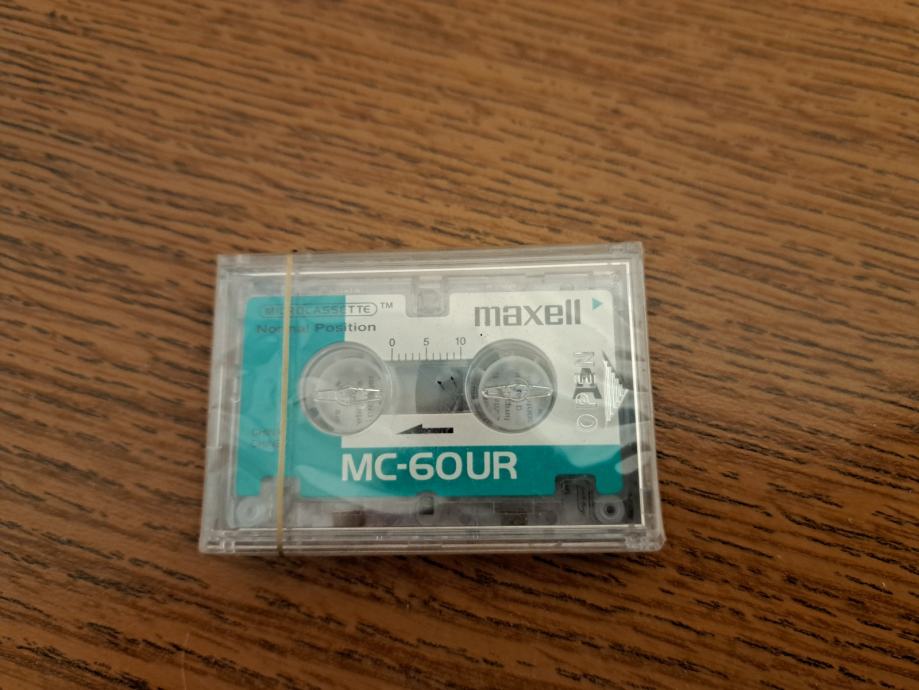 MICROCASSETTE™
Normal Position
maxell
0 5 10
OPEN
MC-60UR